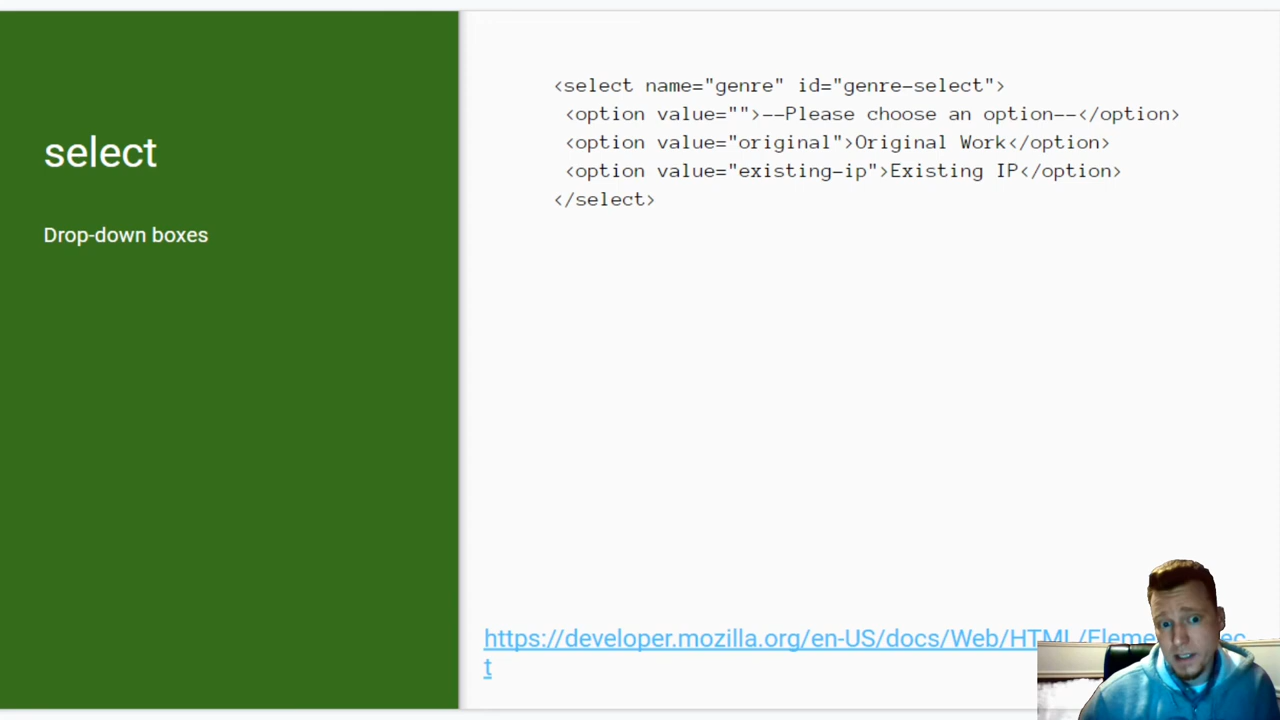 select
Drop-down boxes
<select name="genre" id="genre-select">
<option value="">--Please choose an option--</option>
<option value="original">Original Work</option>
<option value="existing-ip">Existing IP</option>
</select>
https://developer.mozilla.org/en-US/docs/Web/HTML/Eleme
t